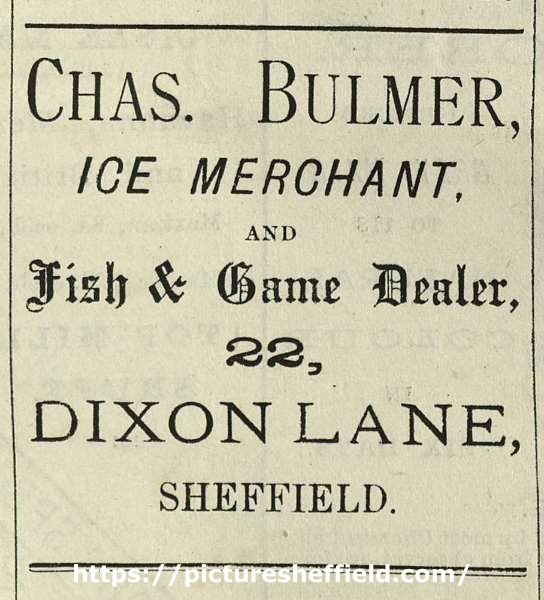 CHAS. BULMER,
ICE MERCHANT,
AND
Fish & Game Dealer,
22,
DIXON LANE,
SHEFFIELD.
https://picturesheffield.com/